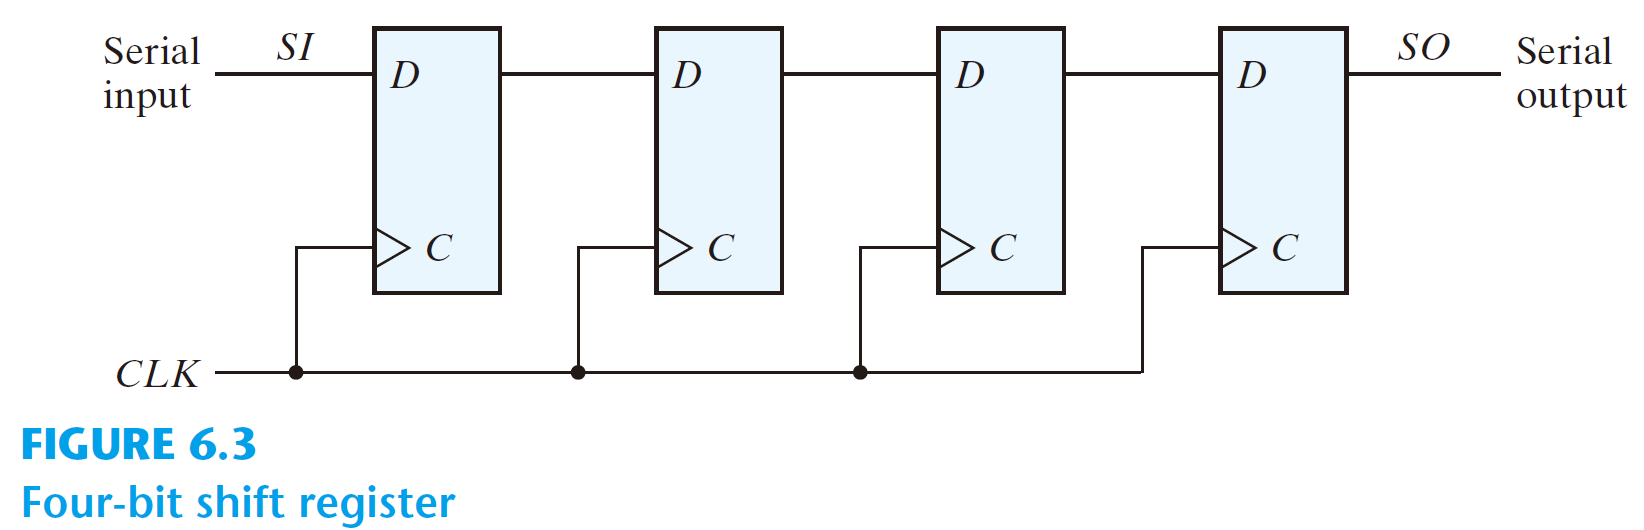 Serial
input
SI
D
D
D
D
SO
Serial
output
C
C
C
C
CLK
FIGURE 6.3
Four-bit shift register